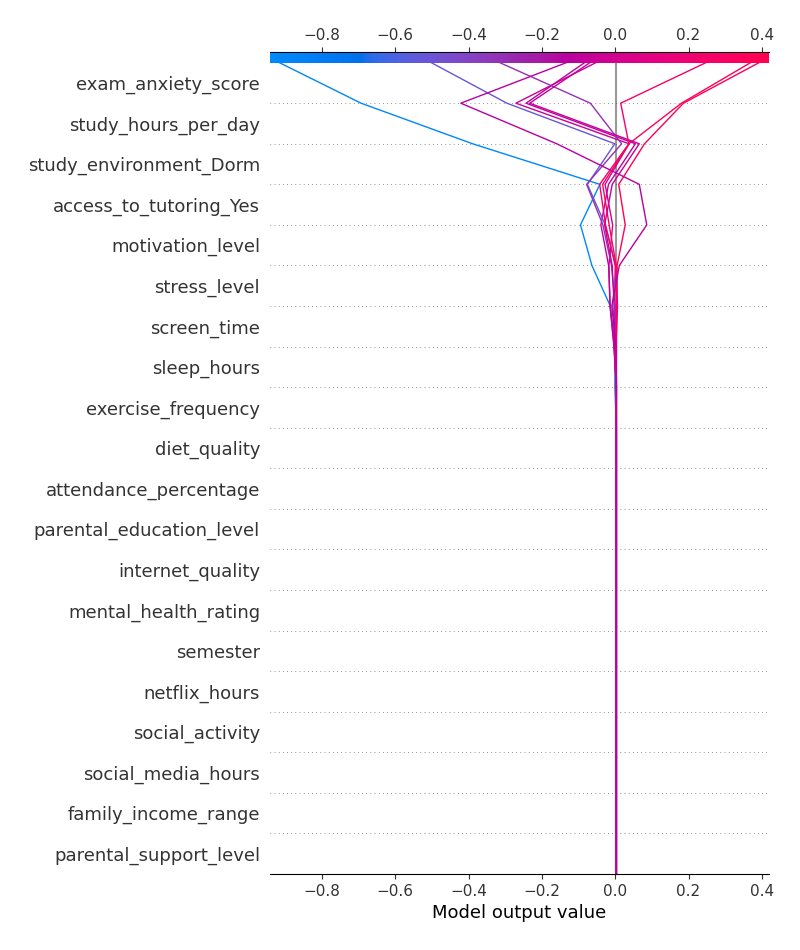 −0.8 −0.6 −0.4 −0.2 0.0 0.2 0.4
exam_anxiety_score
study_hours_per_day
study_environment_Dorm
access_to_tutoring_Yes
motivation_level
stress_level
screen_time
sleep_hours
exercise_frequency
diet_quality
attendance_percentage
parental_education_level
internet_quality
mental_health_rating
semester
netflix_hours
social_activity
social_media_hours
family_income_range
parental_support_level
−0.8 −0.6 −0.4 −0.2 0.0 0.2 0.4
Model output value